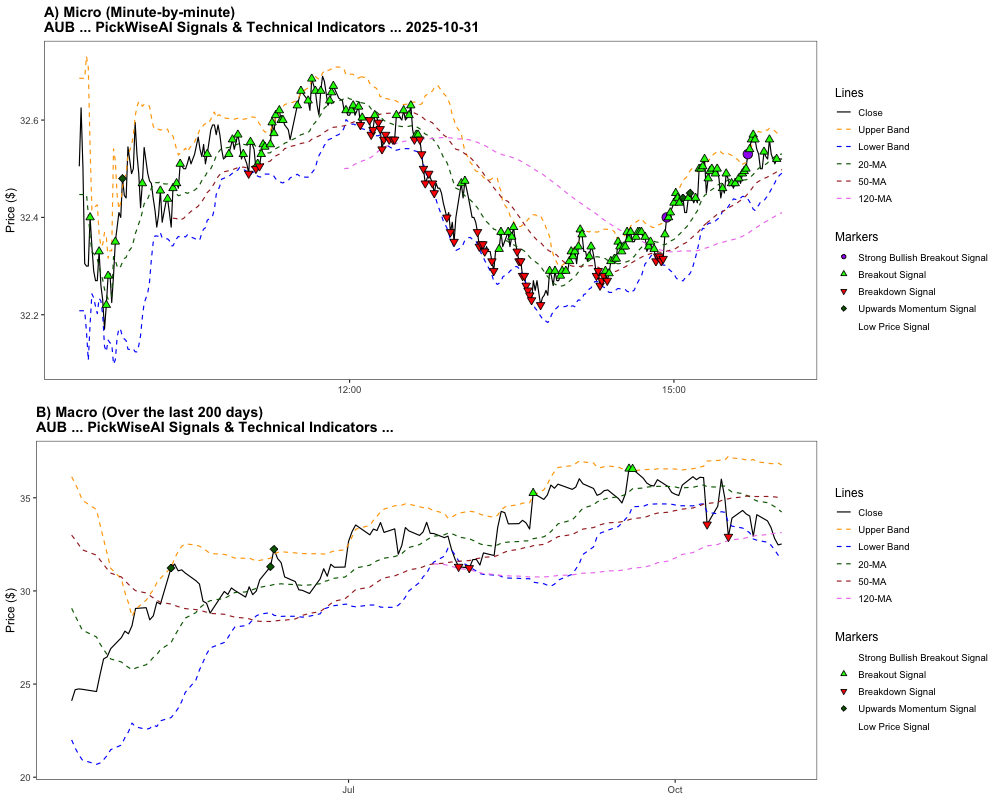 A) Micro (Minute-by-minute)
AUB ... PickWiseAI Signals & Technical Indicators ... 2025-10-31
Price ($)
32.6
32.4
32.2
12:00
15:00
Lines
Close
Upper Band
Lower Band
20-MA
50-MA
120-MA
Markers
Strong Bullish Breakout Signal
Breakout Signal
Breakdown Signal
Upwards Momentum Signal
Low Price Signal
B) Macro (Over the last 200 days)
AUB ... PickWiseAI Signals & Technical Indicators ...
Price ($)
35
30
25
20
Jul
Oct
Lines
Close
Upper Band
Lower Band
20-MA
50-MA
120-MA
Markers
Strong Bullish Breakout Signal
Breakout Signal
Breakdown Signal
Upwards Momentum Signal
Low Price Signal